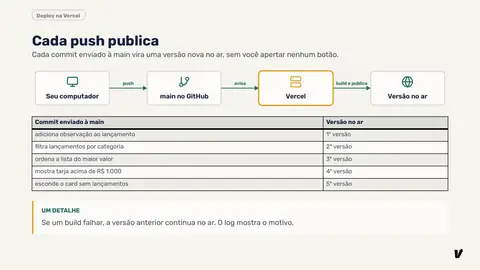 Deploy na Vercel
Cada push publica
Cada commit enviado à main vira uma versão nova no ar, sem você apertar nenhum botão.
Seu computador
push
main no GitHub
avisa
Vercel
build e publica
Versão no ar
Commit enviado à main Versão no ar
adiciona observação ao lançamento 1ª versão
filtra lançamentos por categoria 2ª versão
ordena a lista do maior valor 3ª versão
mostra tarja acima de R$ 1.000 4ª versão
esconde o card sem lançamentos 5ª versão
UM DETALHE
Se um build falhar, a versão anterior continua no ar. O log mostra o motivo.